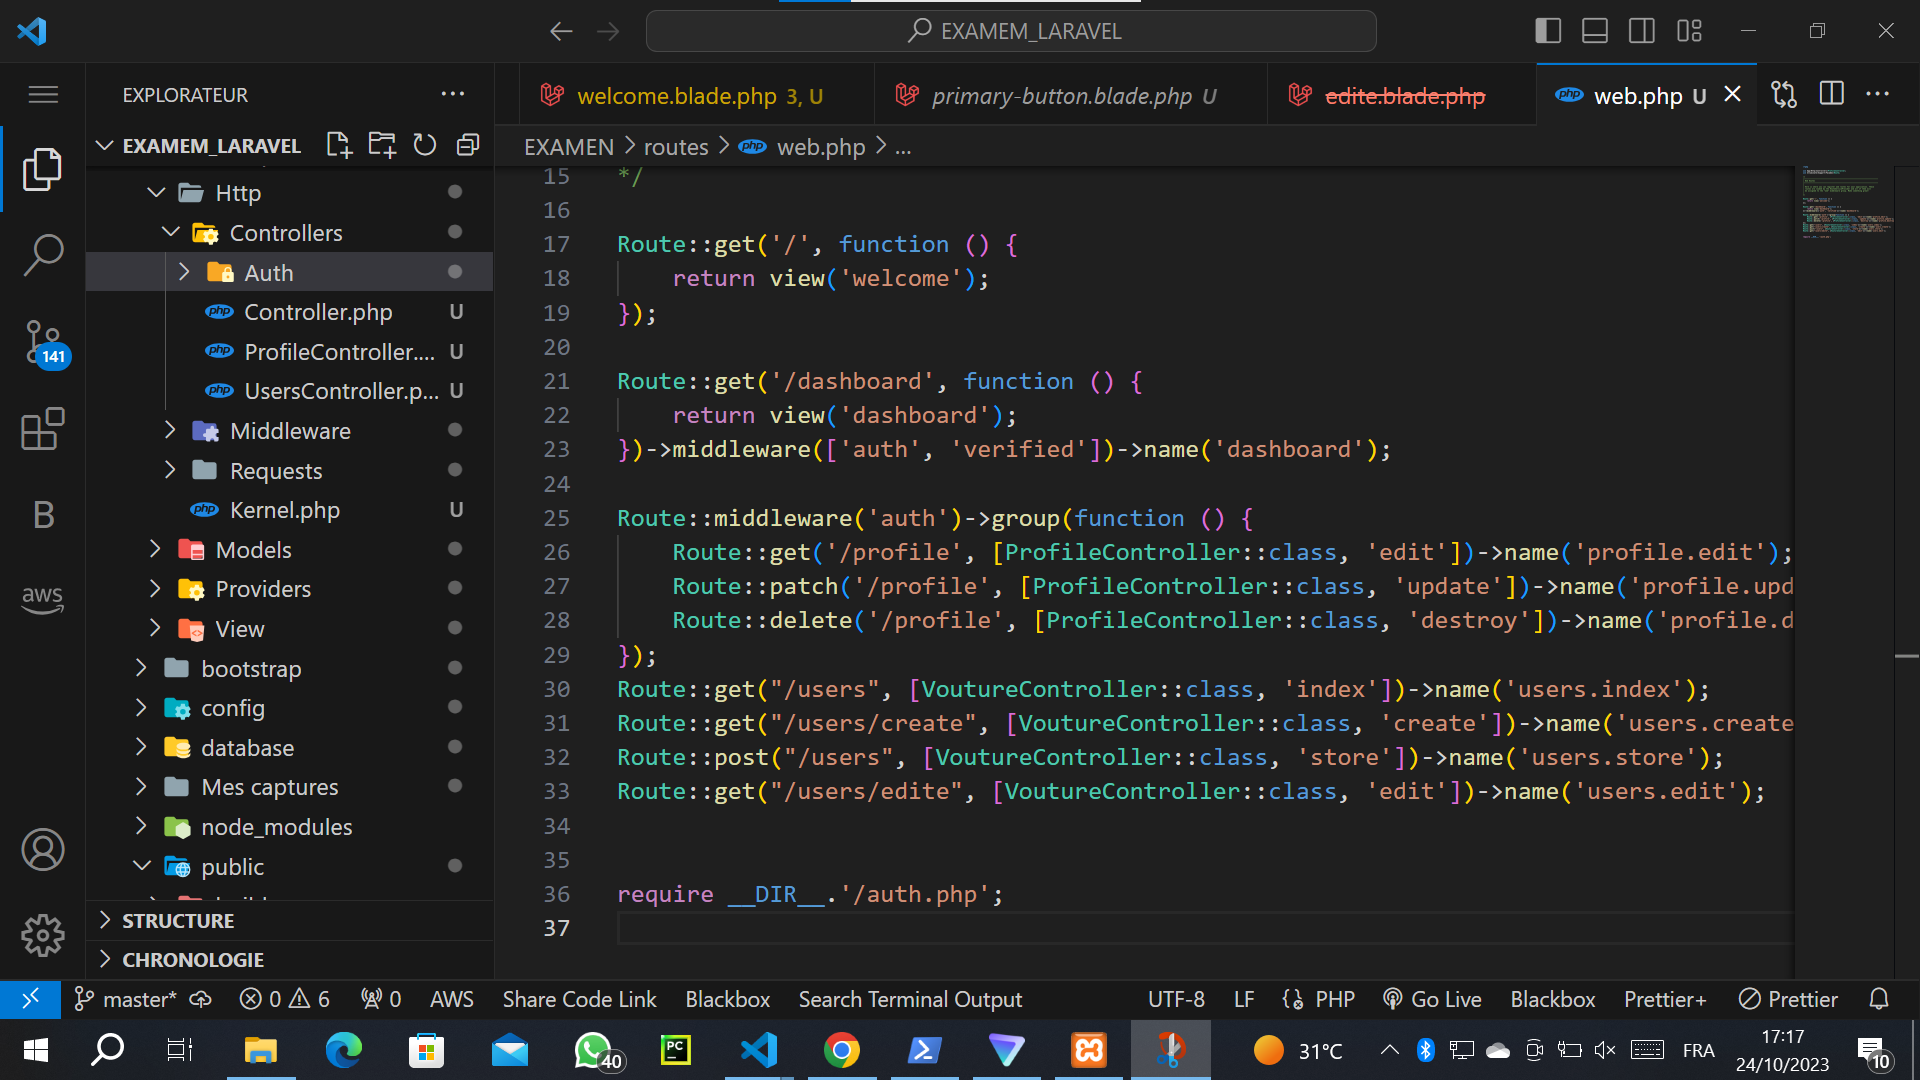 EXAMEM_LARAVEL
EXPLORATEUR
welcome.blade.php 3, U
primary-button.blade.php U
edite.blade.php
web.php U
EXAMEM_LARAVEL
EXAMEN > routes > web.php > ...
Http
Controllers
Auth
Controller.php U
ProfileController.... U
UsersController.p... U
Middleware
Requests
Kernel.php U
Models
Providers
View
bootstrap
config
database
Mes captures
node_modules
public
STRUCTURE
CHRONOLOGIE
141
B
aws
15 */
16
17 Route::get('/', function () {
18     return view('welcome');
19 });
20
21 Route::get('/dashboard', function () {
22     return view('dashboard');
23 })->middleware(['auth', 'verified'])->name('dashboard');
24
25 Route::middleware('auth')->group(function () {
26     Route::get('/profile', [ProfileController::class, 'edit'])->name('profile.edit');
27     Route::patch('/profile', [ProfileController::class, 'update'])->name('profile.upd
28     Route::delete('/profile', [ProfileController::class, 'destroy'])->name('profile.d
29 });
30 Route::get("/users", [VoutureController::class, 'index'])->name('users.index');
31 Route::get("/users/create", [VoutureController::class, 'create'])->name('users.create
32 Route::post("/users", [VoutureController::class, 'store'])->name('users.store');
33 Route::get("/users/edite", [VoutureController::class, 'edit'])->name('users.edit');
34
35
36 require __DIR__.'/auth.php';
37
master* 0 6 0 AWS Share Code Link Blackbox Search Terminal Output UTF-8 LF PHP Go Live Blackbox Prettier+ Prettier
40 PC 31°C FRA 17:17
24/10/2023 10